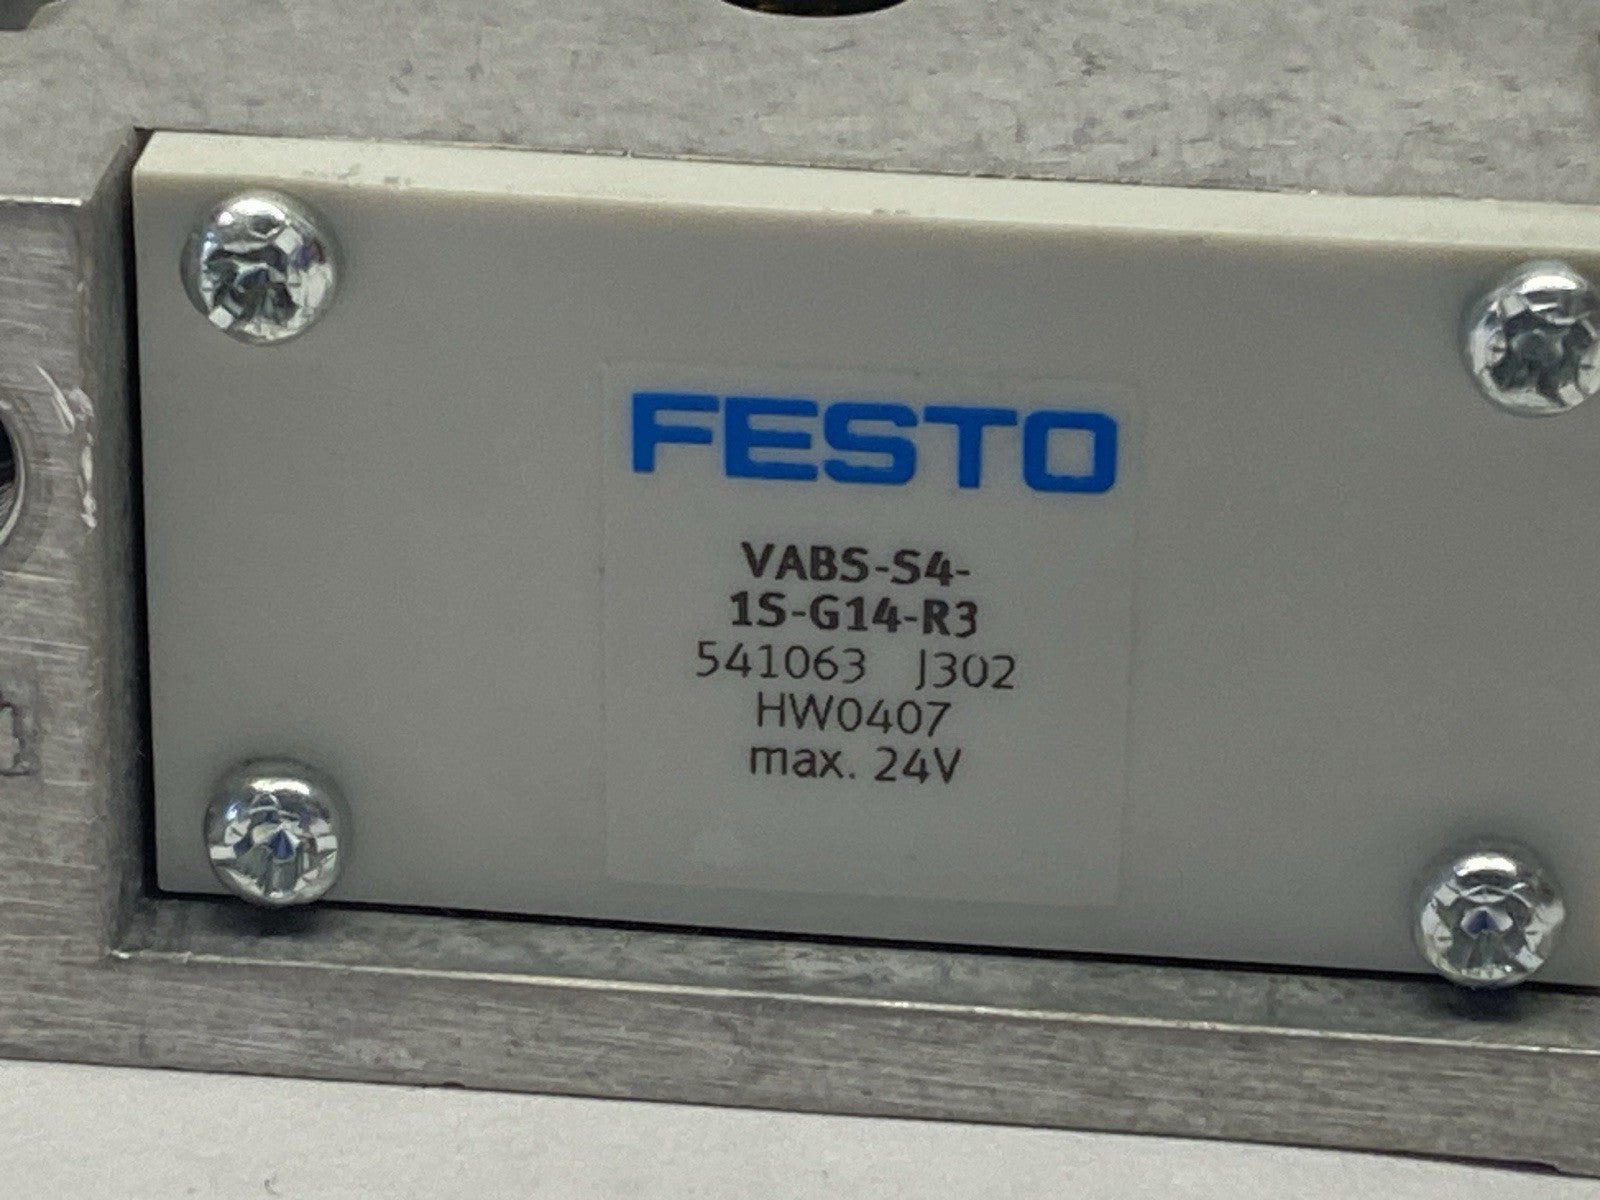 FESTO
VABS-S4-
1S-G14-R3
541063 J302
HW0407
max. 24V